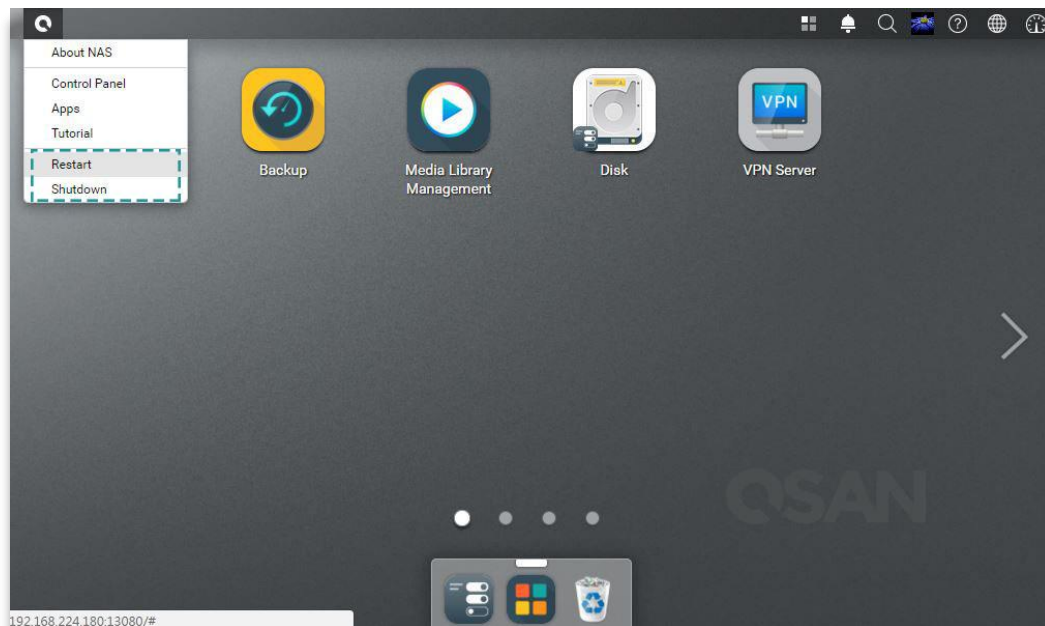 About NAS
Control Panel
Apps
Tutorial
Restart
Shutdown
Backup
Media Library
Management
Disk
VPN
VPN Server
QSAN
192.168.224.180:13080/#